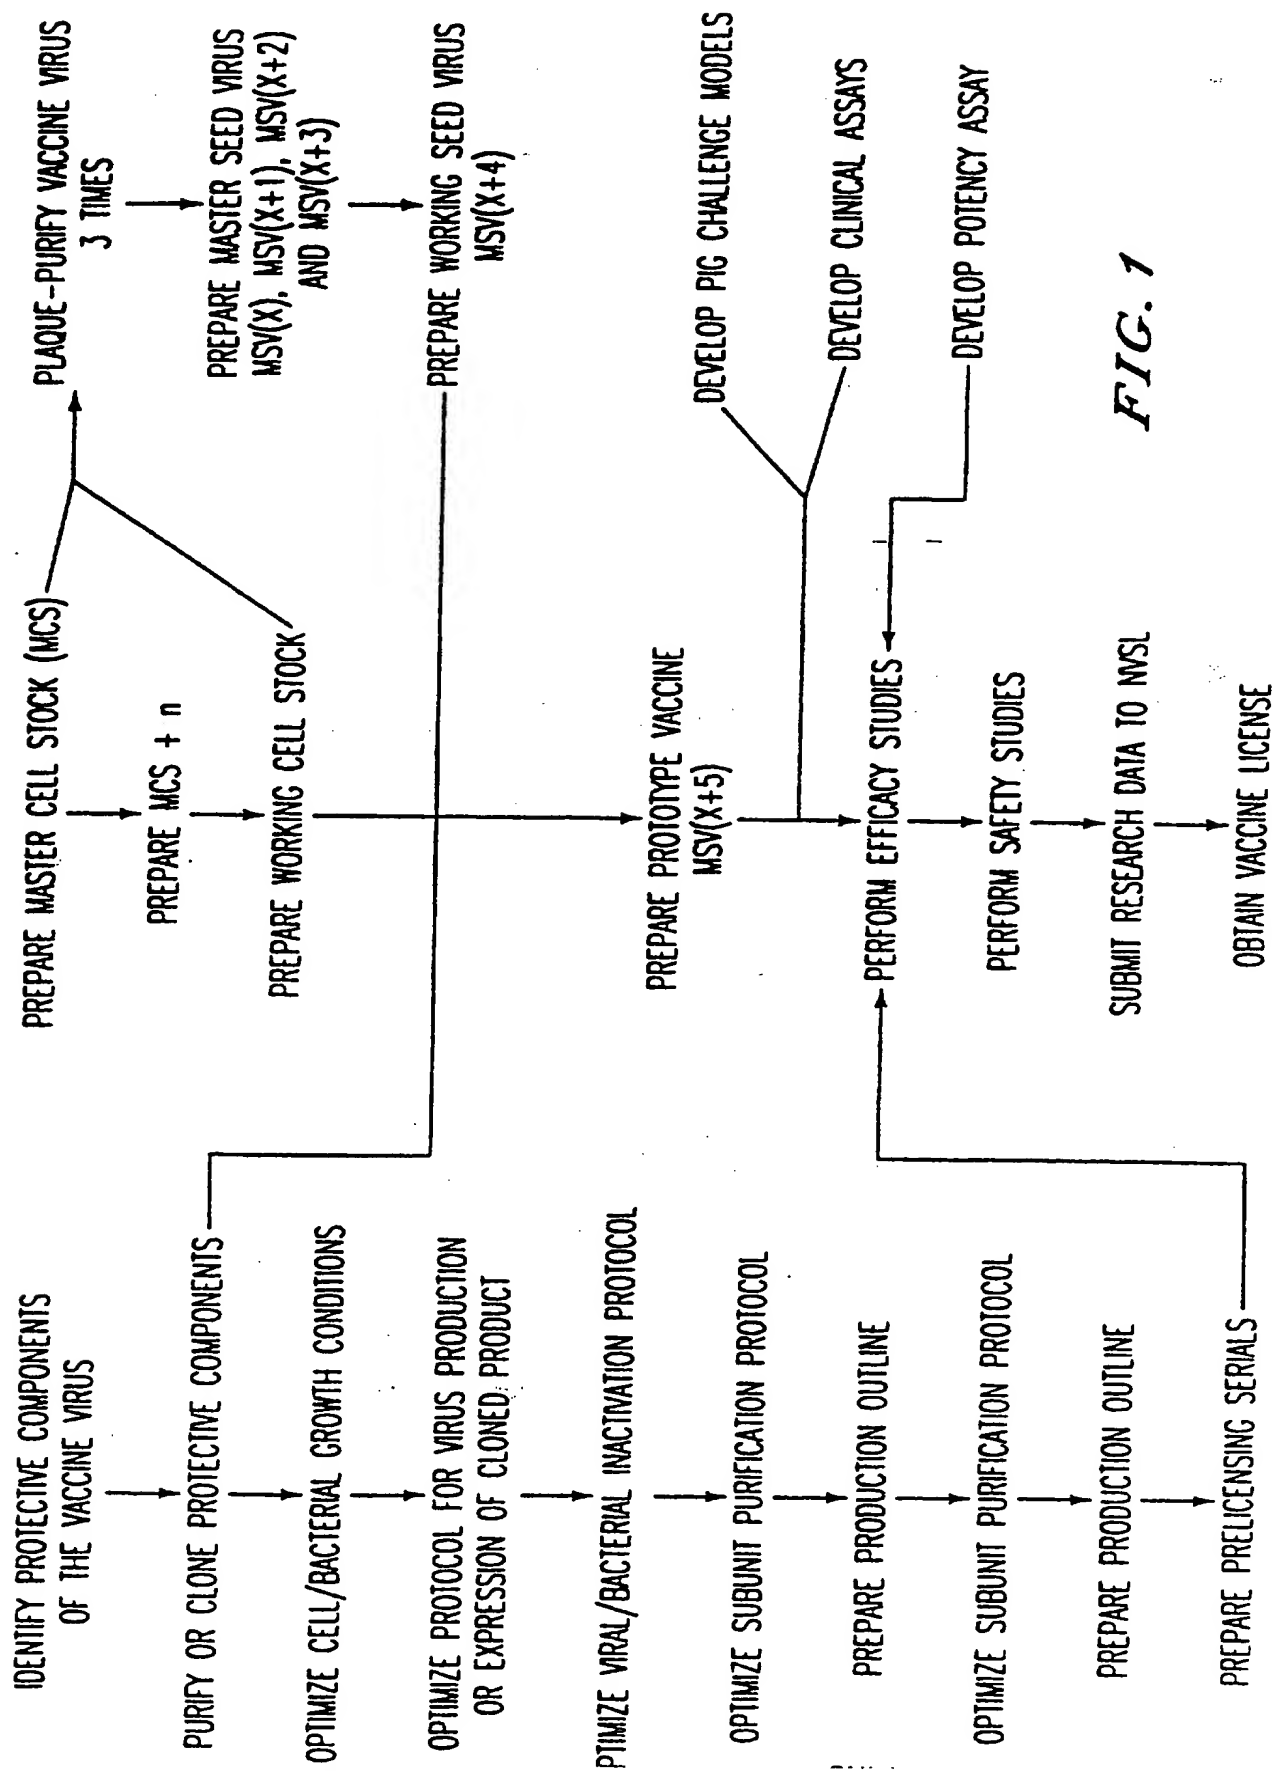 IDENTIFY PROTECTIVE COMPONENTS
OF THE VACCINE VIRUS
PURIFY OR CLONE PROTECTIVE COMPONENTS
OPTIMIZE CELL/BACTERIAL GROWTH CONDITIONS
OPTIMIZE PROTOCOL FOR VIRUS PRODUCTION
OR EXPRESSION OF CLONED PRODUCT
PTIMIZE VIRAL/BACTERIAL INACTIVATION PROTOCOL
OPTIMIZE SUBUNIT PURIFICATION PROTOCOL
PREPARE PRODUCTION OUTLINE
OPTIMIZE SUBUNIT PURIFICATION PROTOCOL
PREPARE PRODUCTION OUTLINE
PREPARE PRELICENSING SERIALS
PREPARE MASTER CELL STOCK (MCS)
PREPARE MCS + n
PREPARE WORKING CELL STOCK
PREPARE PROTOTYPE VACCINE
MSV(X+5)
PERFORM EFFICACY STUDIES
PERFORM SAFETY STUDIES
SUBMIT RESEARCH DATA TO NVSL
OBTAIN VACCINE LICENSE
PLAQUE-PURIFY VACCINE VIRUS
3 TIMES
PREPARE MASTER SEED VIRUS
MSV(X), MSV(X+1), MSV(X+2)
AND MSV(X+3)
PREPARE WORKING SEED VIRUS
MSV(X+4)
DEVELOP PIG CHALLENGE MODELS
DEVELOP CLINICAL ASSAYS
DEVELOP POTENCY ASSAY
FIG. 1